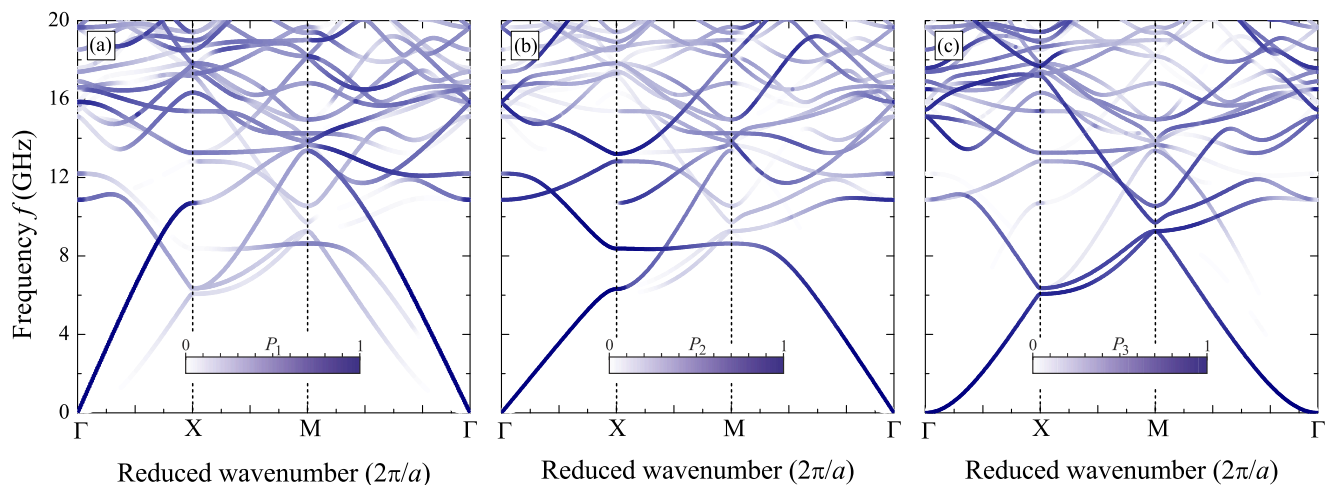 (a)
(b)
(c)
Frequency f (GHz)
20
16
12
8
4
0
0 P1 1
0 P2 1
0 P3 1
Γ X M Γ
Γ X M Γ
Γ X M Γ
Reduced wavenumber (2π/a)
Reduced wavenumber (2π/a)
Reduced wavenumber (2π/a)